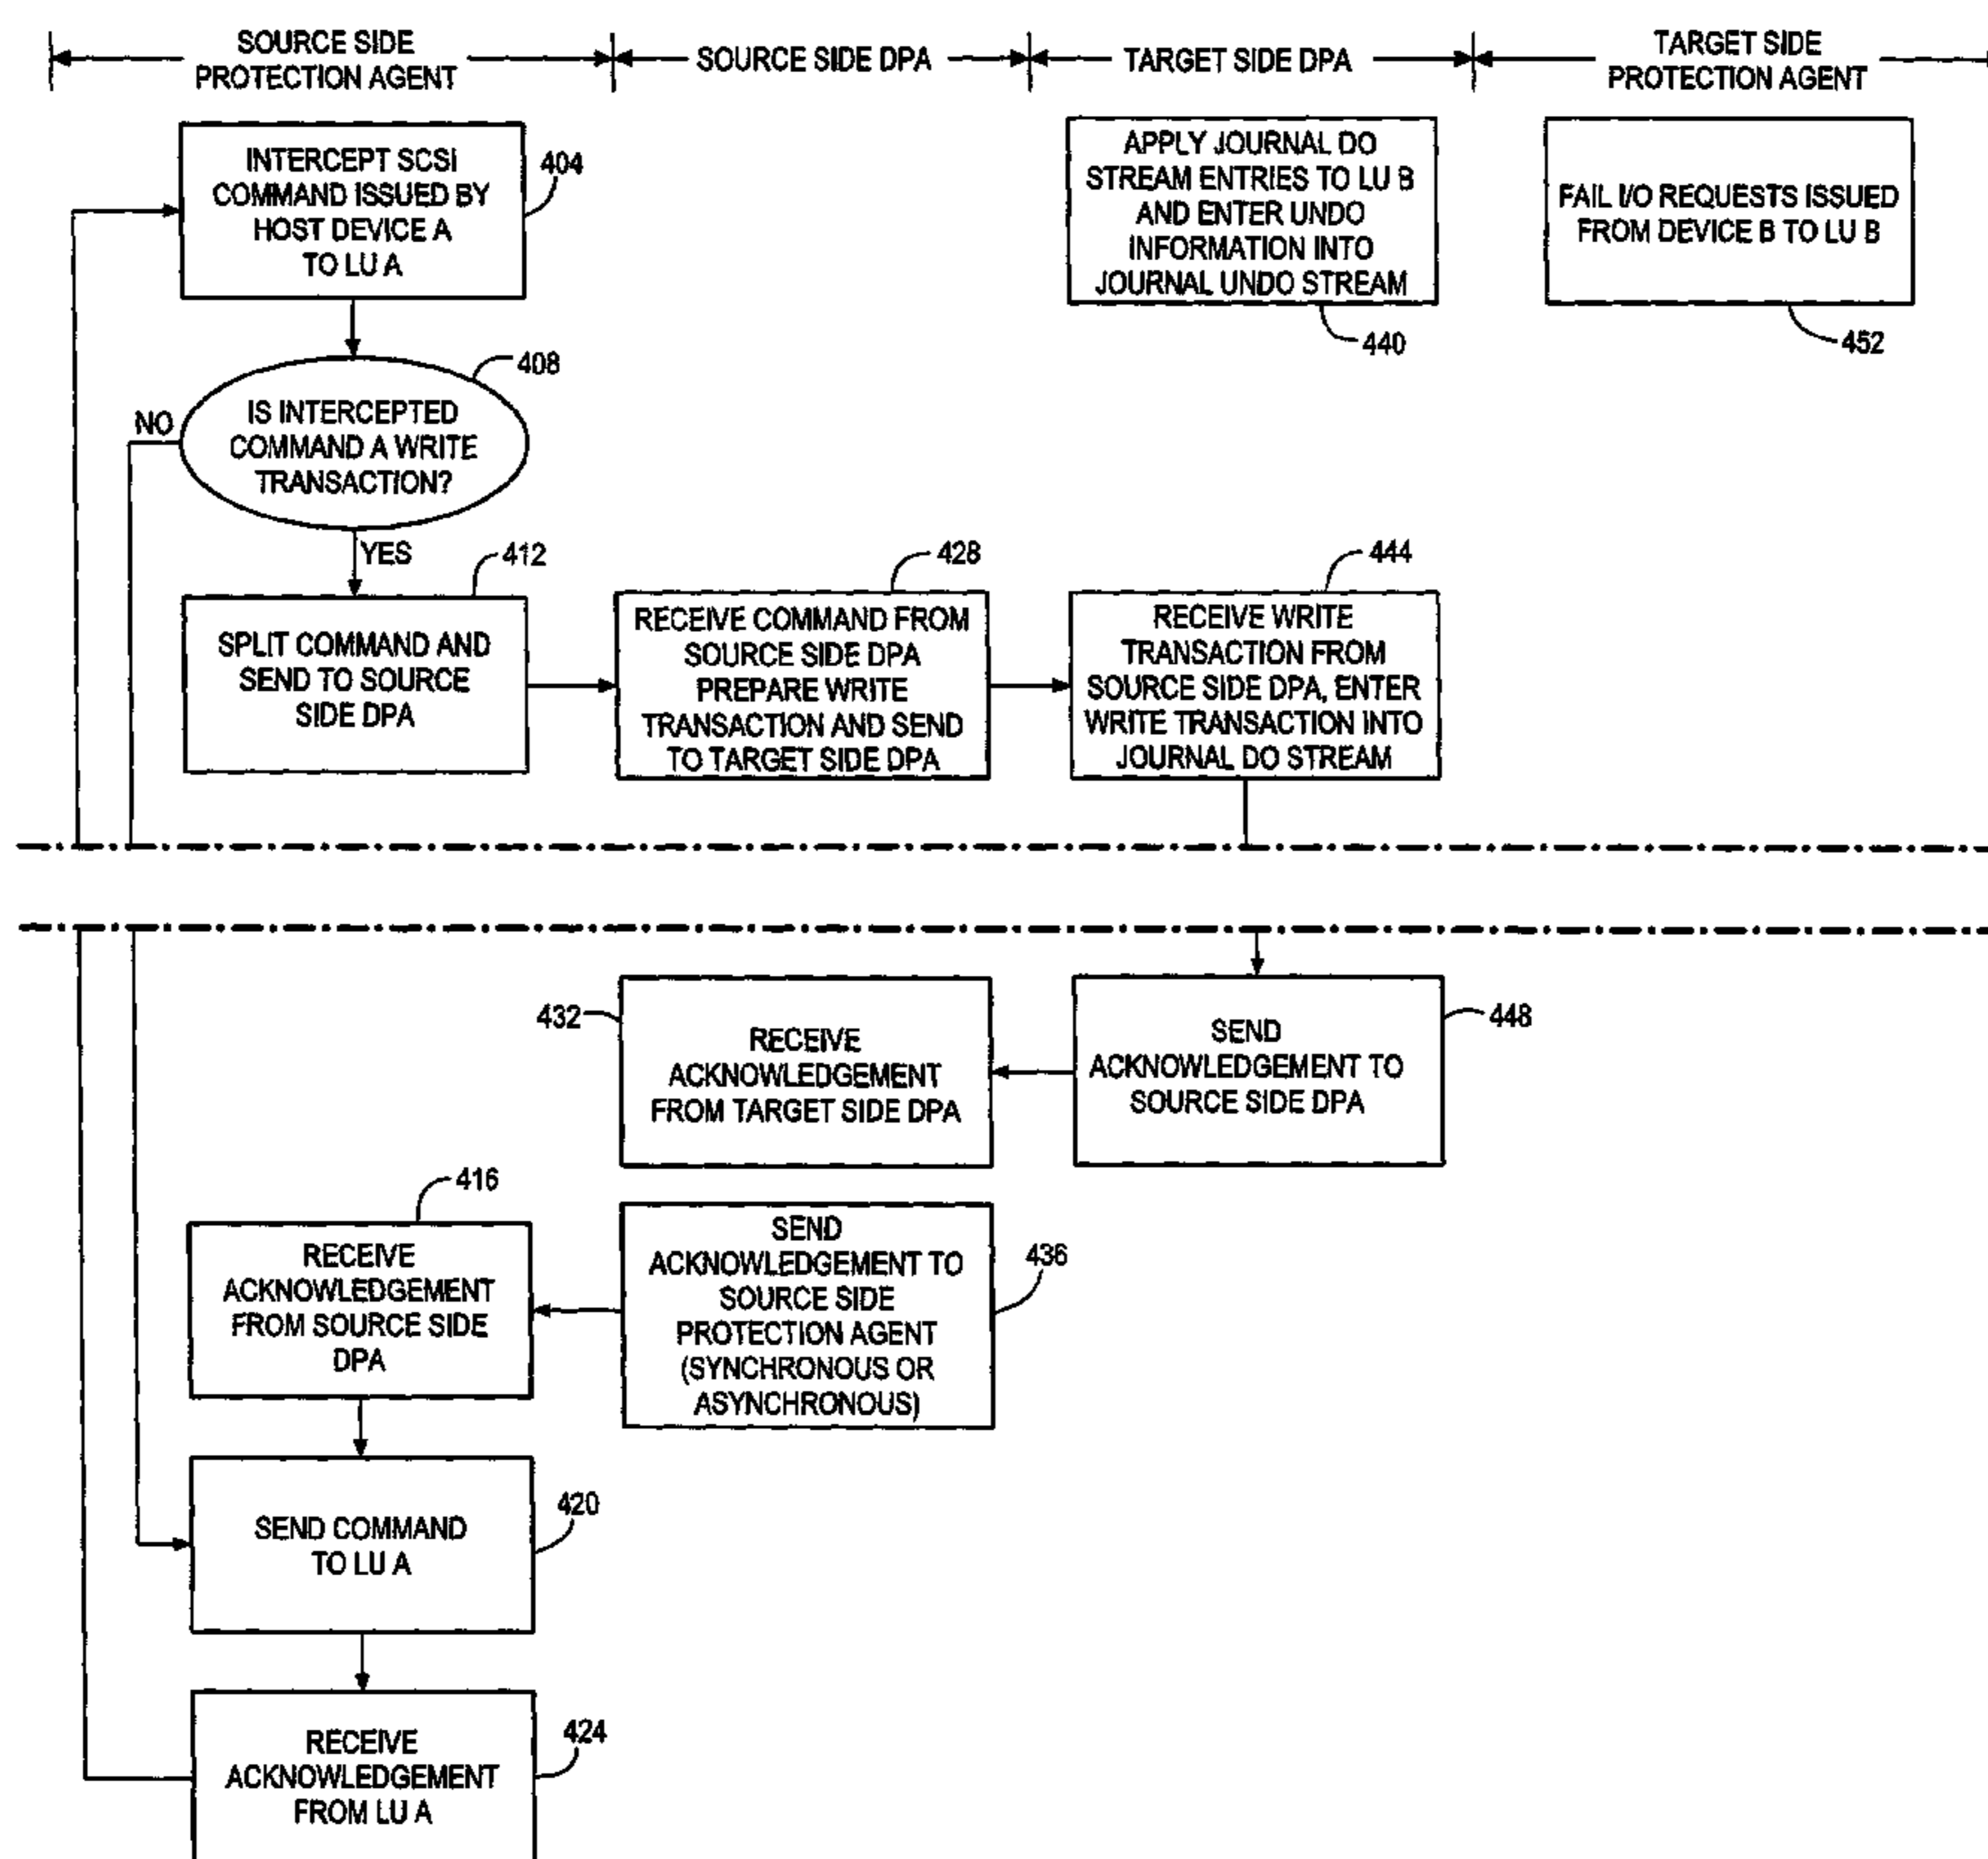 SOURCE SIDE
PROTECTION AGENT
SOURCE SIDE DPA
TARGET SIDE DPA
TARGET SIDE
PROTECTION AGENT
INTERCEPT SCSI
COMMAND ISSUED BY
HOST DEVICE A
TO LU A
404
APPLY JOURNAL DO
STREAM ENTRIES TO LU B
AND ENTER UNDO
INFORMATION INTO
JOURNAL UNDO STREAM
440
FAIL I/O REQUESTS ISSUED
FROM DEVICE B TO LU B
452
408
IS INTERCEPTED
COMMAND A WRITE
TRANSACTION?
NO
YES
412
SPLIT COMMAND AND
SEND TO SOURCE
SIDE DPA
428
RECEIVE COMMAND FROM
SOURCE SIDE DPA
PREPARE WRITE
TRANSACTION AND SEND
TO TARGET SIDE DPA
444
RECEIVE WRITE
TRANSACTION FROM
SOURCE SIDE DPA, ENTER
WRITE TRANSACTION INTO
JOURNAL DO STREAM
432
RECEIVE
ACKNOWLEDGEMENT
FROM TARGET SIDE DPA
SEND
ACKNOWLEDGEMENT TO
SOURCE SIDE DPA
448
416
RECEIVE
ACKNOWLEDGEMENT
FROM SOURCE SIDE
DPA
SEND
ACKNOWLEDGEMENT TO
SOURCE SIDE
PROTECTION AGENT
(SYNCHRONOUS OR
ASYNCHRONOUS)
436
SEND COMMAND
TO LU A
420
RECEIVE
ACKNOWLEDGEMENT
FROM LU A
424